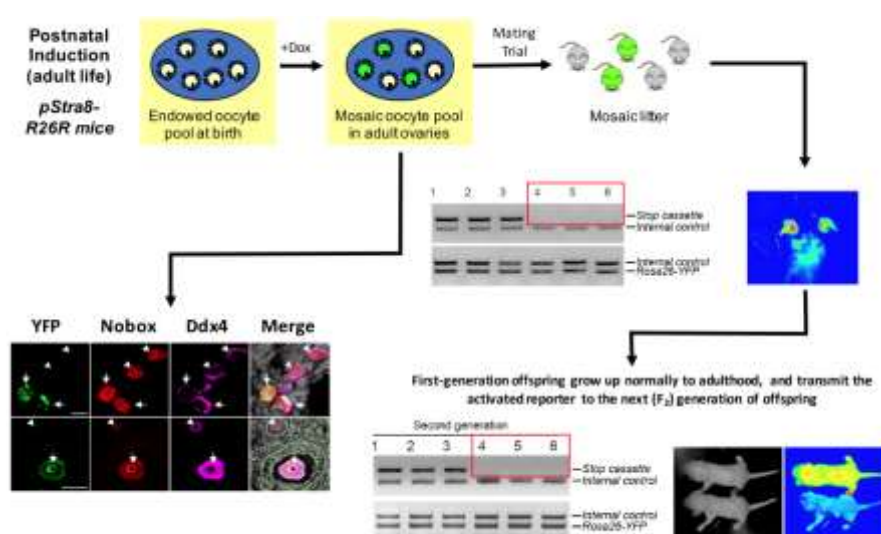 Postnatal
Induction
(adult life)
pStra8-
R26R mice
+Dox
Endowed oocyte
pool at birth
Mosaic oocyte pool
in adult ovaries
Mating
Trial
Mosaic litter
1 2 3 4 5 6
Stop cassette
Internal control
Internal control
Rosa26-YFP
YFP Nobox Ddx4 Merge
First-generation offspring grow up normally to adulthood, and transmit the
activated reporter to the next (F2) generation of offspring
Second generation
1 2 3 4 5 6
Stop cassette
Internal control
Internal control
Rosa26-YFP